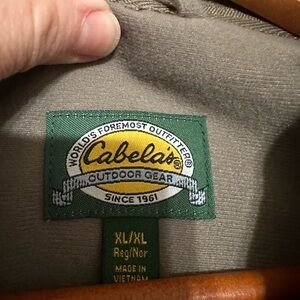 WORLD'S FOREMOST OUTFITTER®
Cabela's®
OUTDOOR GEAR
SINCE 1961
XL/XL
Reg/Nor
MADE IN
VIETNAM